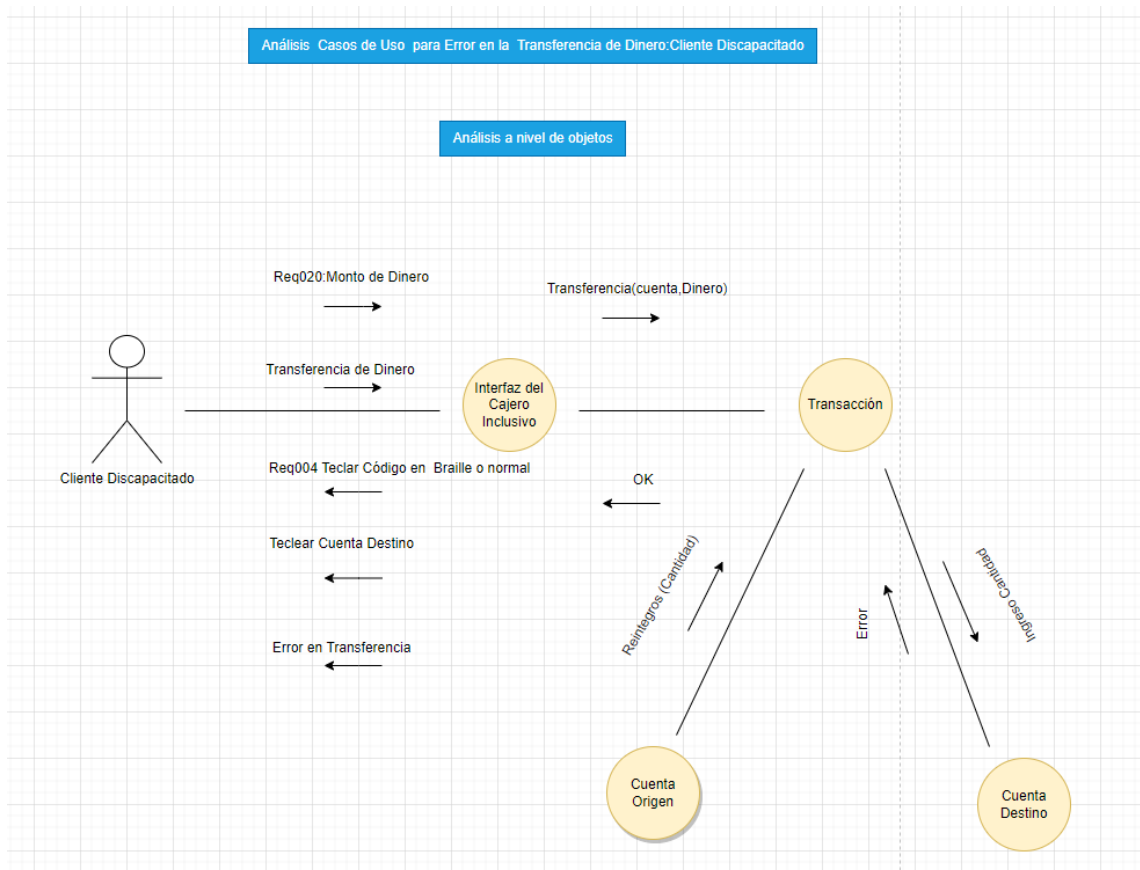 Análisis  Casos de Uso  para Error en la  Transferencia de Dinero:Cliente Discapacitado
Análisis a nivel de objetos
Req020:Monto de Dinero
Transferencia(cuenta,Dinero)
Transferencia de Dinero
Interfaz del
Cajero
Inclusivo
Transacción
Cliente Discapacitado
Req004 Teclar Código en  Braille o normal
OK
Teclear Cuenta Destino
Reintegros (Cantidad)
Error
Ingreso Cantidad
Error en Transferencia
Cuenta
Origen
Cuenta
Destino